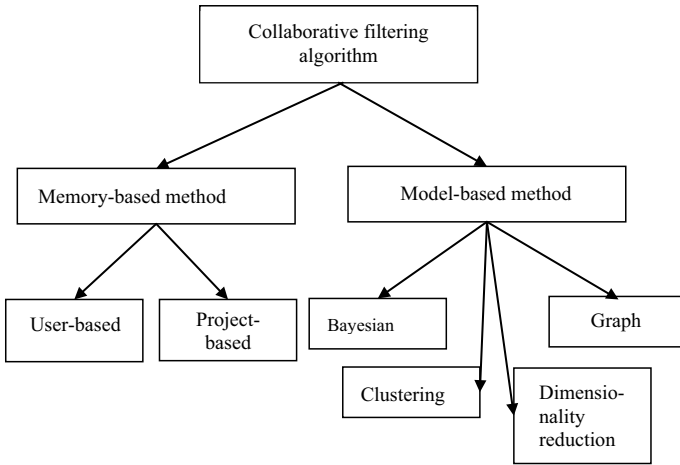 Collaborative filtering
algorithm
Memory-based method
Model-based method
User-based
Project-
based
Bayesian
Graph
Clustering
Dimensio-
nality
reduction